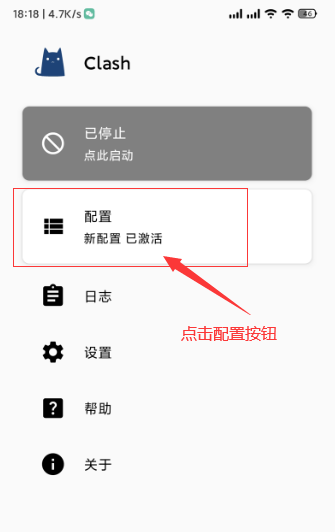 18:18 | 4.7K/s
Clash
已停止
点此启动
配置
新配置 已激活
点击配置按钮
日志
设置
帮助
关于